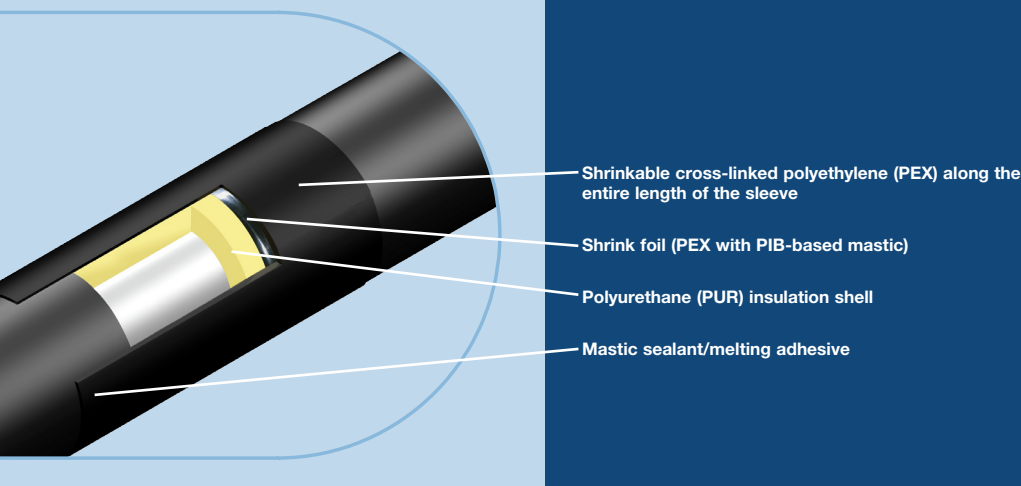 Shrinkable cross-linked polyethylene (PEX) along the
entire length of the sleeve
Shrink foil (PEX with PIB-based mastic)
Polyurethane (PUR) insulation shell
Mastic sealant/melting adhesive